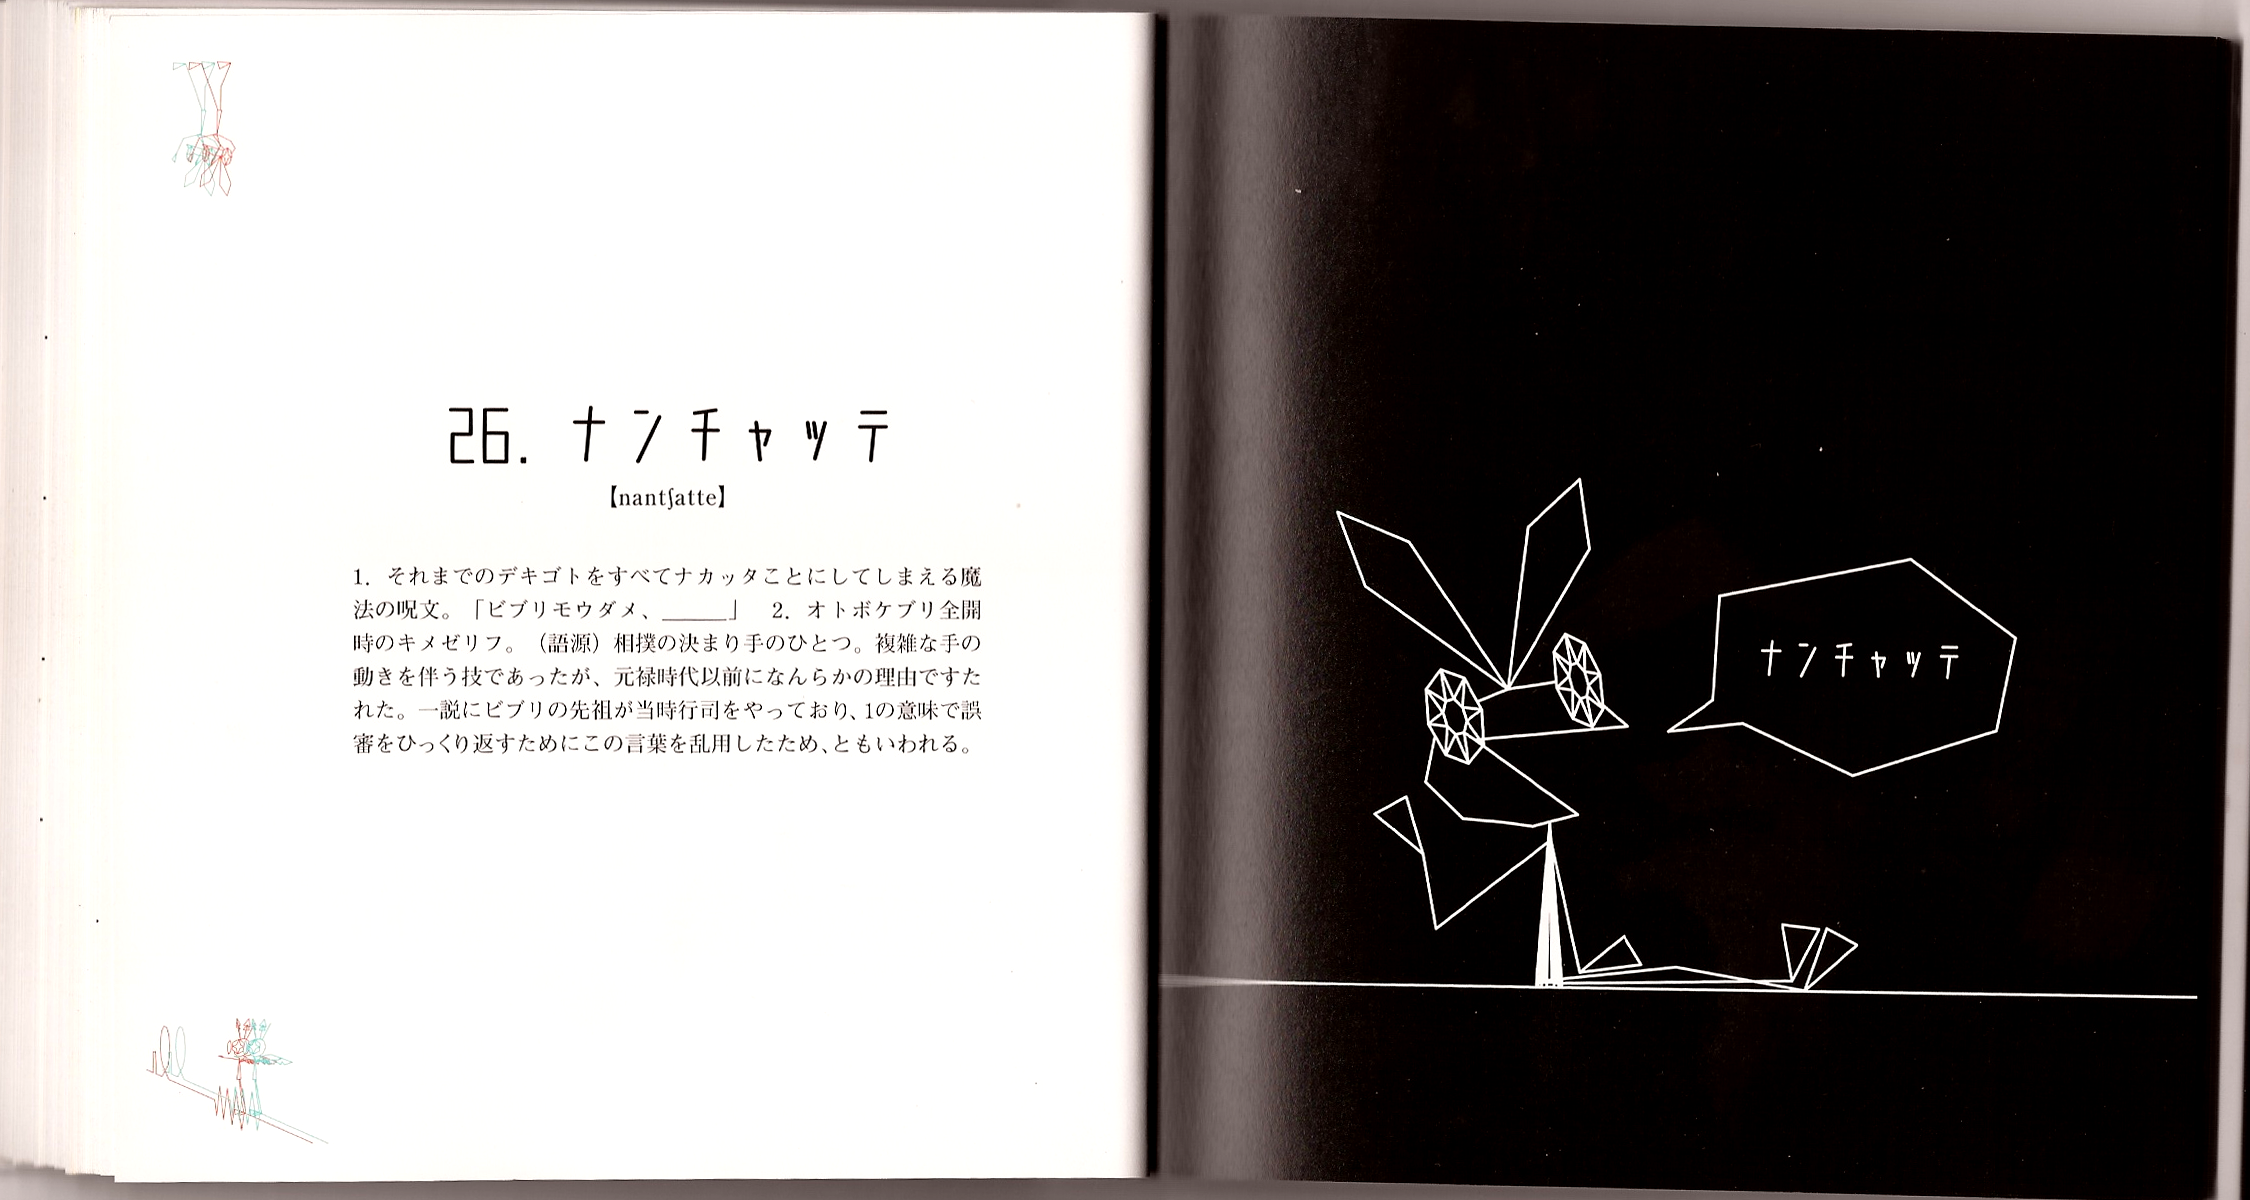 26. ナンチャッテ
【nantʃatte】
1. それまでのデキゴトをすべてナカッタことにしてしまえる魔
法の呪文。「ビブリモウダメ、______」 2. オトボケブリ全開
時のキメゼリフ。（語源）相撲の決まり手のひとつ。複雑な手の
動きを伴う技であったが、元禄時代以前になんらかの理由ですた
れた。一説にビブリの先祖が当時行司をやっており、1の意味で誤
審をひっくり返すためにこの言葉を乱用したため、ともいわれる。
ナンチャッテ